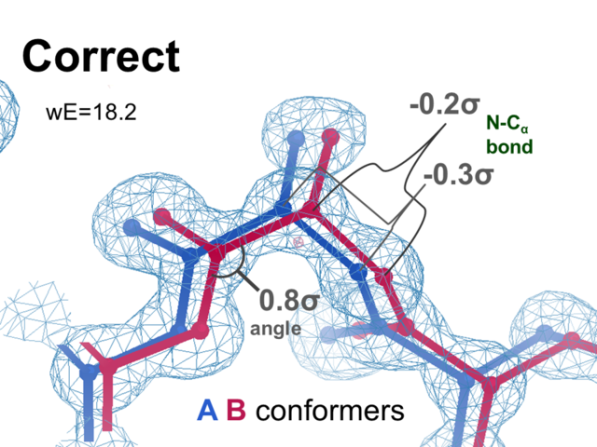 Correct
wE=18.2
-0.2σ
N-Cα
bond
-0.3σ
0.8σ
angle
A B conformers